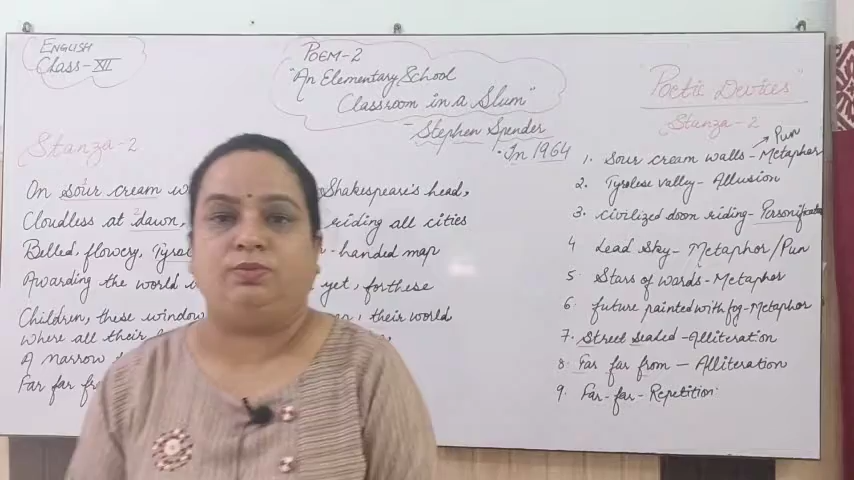 ENGLISH
Class-XII
POEM-2
"An Elementary School
Classroom in a Slum"
- Stephen Spender
• In 1964
Stanza-2
On sour cream Shakespeare's head,
Cloudless at dawn, riding all cities
Belled, flowery, -handed map
Awarding the world yet, for these
Children, these window , their world
where all their
A narrow
Far far
"Poetic Devices"
Stanza-2
Pun
1. Sour cream walls - Metaphor
2. Tyrolese valley - Allusion
3. civilized doom riding - Personification
4 Lead Sky - Metaphor/Pun
5. Stars of words - Metaphor
6. future painted with fog - Metaphor
7. Street Sealed - Alliteration
8. Far far from - Alliteration
9. Far-far - Repetition